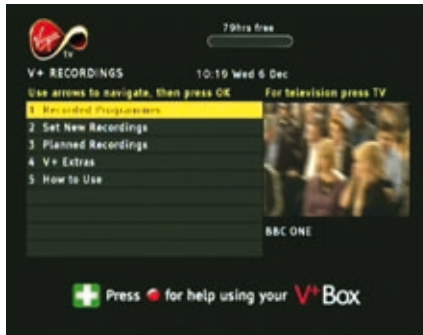 Virgin
TV
79hrs free
V+ RECORDINGS
10:19 Wed 6 Dec
Use arrows to navigate, then press OK
For television press TV
1 Recorded Programmes
2 Set New Recordings
3 Planned Recordings
4 V+ Extras
5 How to Use
BBC ONE
Press for help using your V+ Box